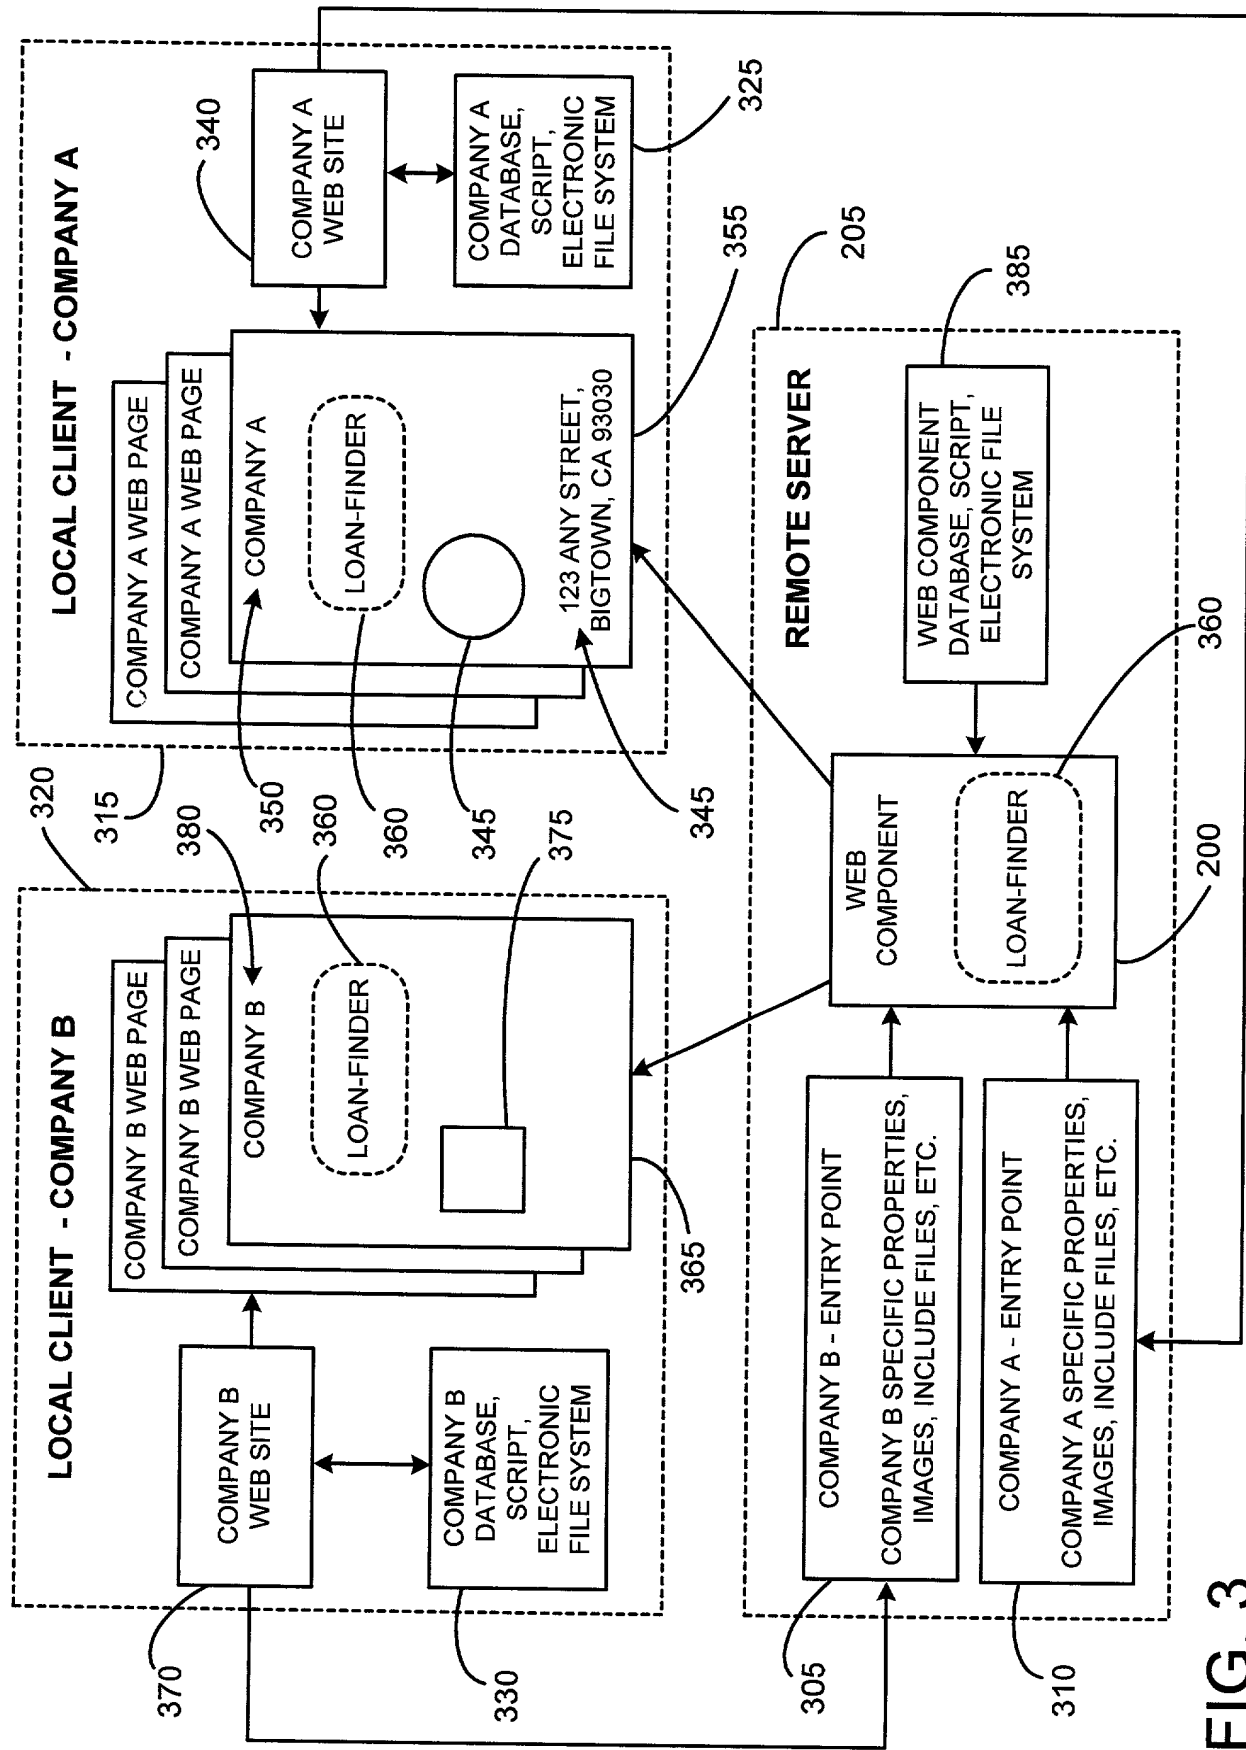 LOCAL CLIENT - COMPANY B
320
COMPANY B WEB PAGE
COMPANY B WEB PAGE
380
COMPANY B
360
LOAN-FINDER
375
365
370
COMPANY B
WEB SITE
330
COMPANY B
DATABASE,
SCRIPT,
ELECTRONIC
FILE SYSTEM
LOCAL CLIENT - COMPANY A
315
COMPANY A WEB PAGE
COMPANY A WEB PAGE
350
COMPANY A
360
LOAN-FINDER
345
345
123 ANY STREET,
BIGTOWN, CA 93030
355
340
COMPANY A
WEB SITE
COMPANY A
DATABASE,
SCRIPT,
ELECTRONIC
FILE SYSTEM
325
REMOTE SERVER
205
305
COMPANY B - ENTRY POINT
COMPANY B SPECIFIC PROPERTIES,
IMAGES, INCLUDE FILES, ETC.
310
COMPANY A - ENTRY POINT
COMPANY A SPECIFIC PROPERTIES,
IMAGES, INCLUDE FILES, ETC.
WEB
COMPONENT
LOAN-FINDER
200
360
WEB COMPONENT
DATABASE, SCRIPT,
ELECTRONIC FILE
SYSTEM
385
FIG. 3